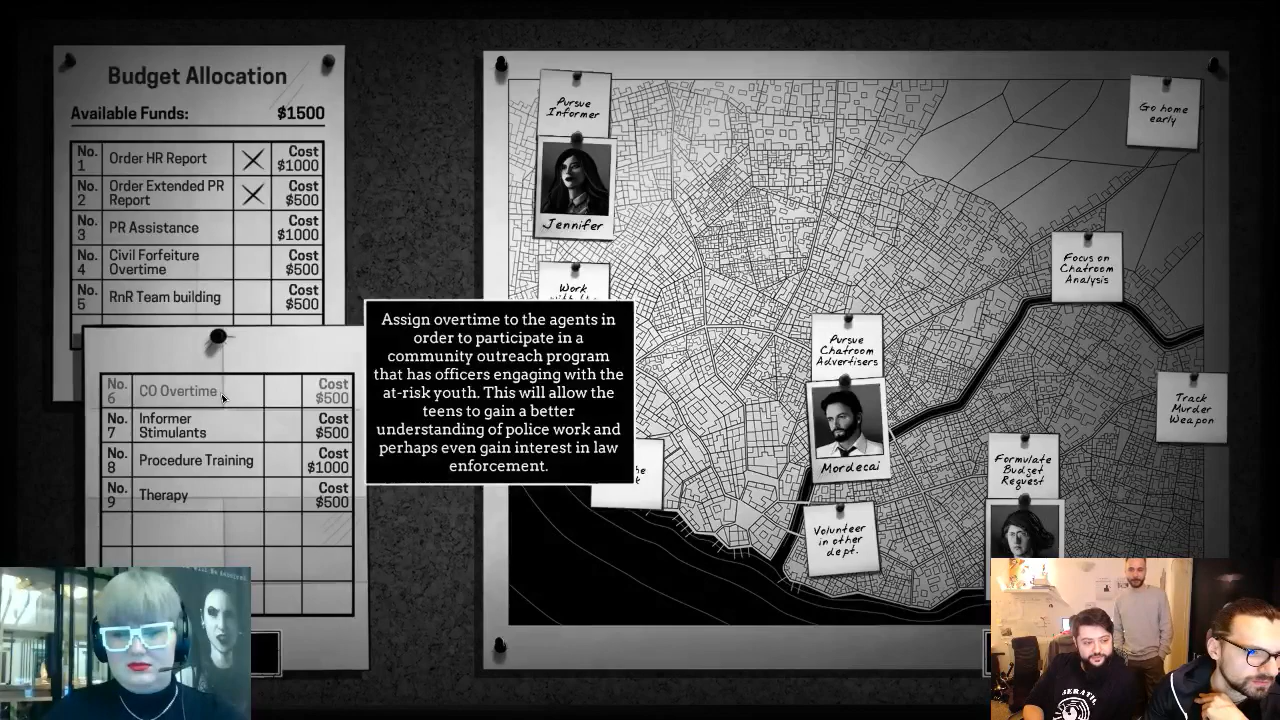 Budget Allocation
Available Funds: $1500
No. 1 Order HR Report Cost $1000
No. 2 Order Extended PR Report Cost $500
No. 3 PR Assistance Cost $1000
No. 4 Civil Forfeiture Overtime Cost $500
No. 5 RnR Team building Cost $500
No. 6 CO Overtime Cost $500
No. 7 Informer Stimulants Cost $500
No. 8 Procedure Training Cost $1000
No. 9 Therapy Cost $500
Assign overtime to the agents in
order to participate in a
community outreach program
that has officers engaging with the
at-risk youth. This will allow the
teens to gain a better
understanding of police work and
perhaps even gain interest in law
enforcement.
Pursue
Informer
Jennifer
Work
with the
Pursue
Chatroom
Advertisers
Mordecai
Volunteer
in other
dept.
Go home
early
Focus on
Chatroom
Analysis
Track
Murder
Weapon
Formulate
Budget
Request